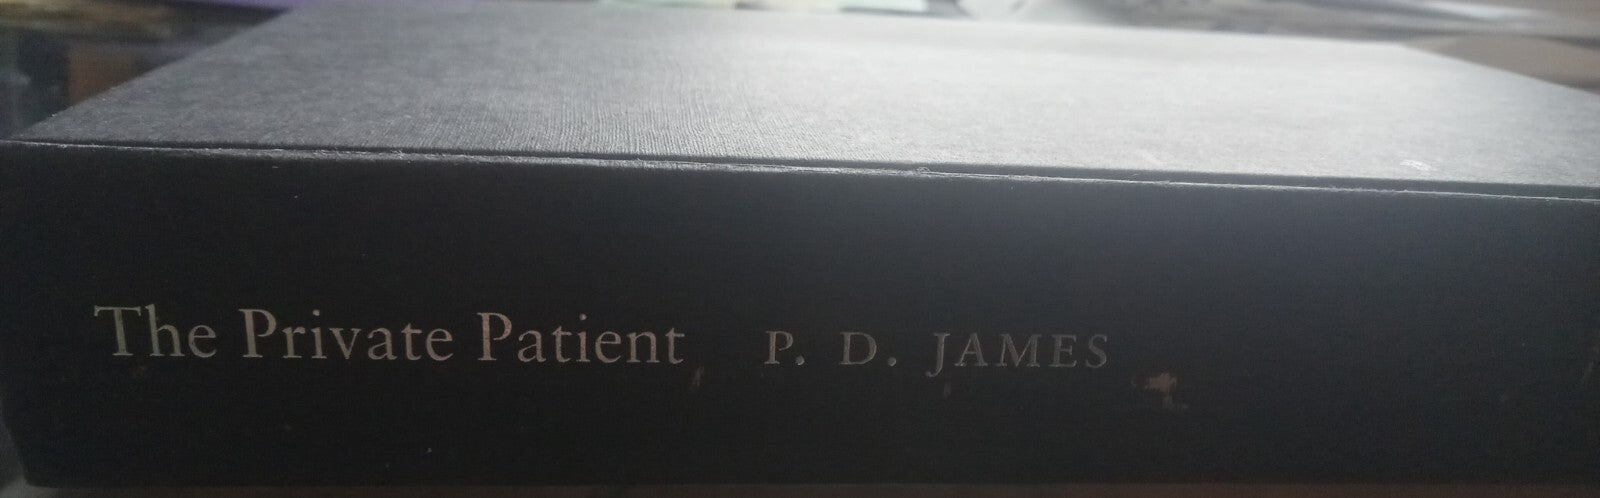 The Private Patient P. D. JAMES